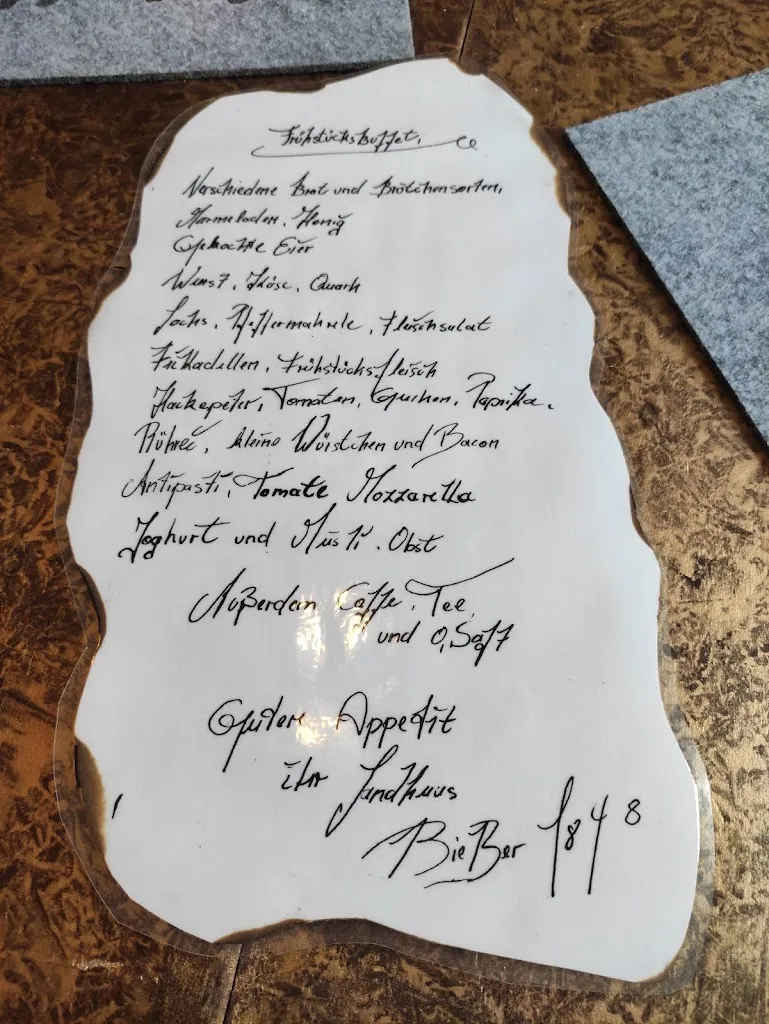 Frühstücksbuffet.
Verschiedene Brot und Brötchensorten,
Marmeladen, Honig
Gekochte Eier
Wurst, Käse, Quark
Lachs, Pfeffermakrele, Fleischsalat
Frikadellen, Frühstücksfleisch
Hackepeter, Tomaten, Gurken, Paprika,
Rührei, kleine Würstchen und Bacon
Antipasti, Tomate Mozzarella
Joghurt und Müsli, Obst
Außerdem Caffe, Tee,
und O,Saft
Guten Appetit
ihr Landhaus
BieBer 1848